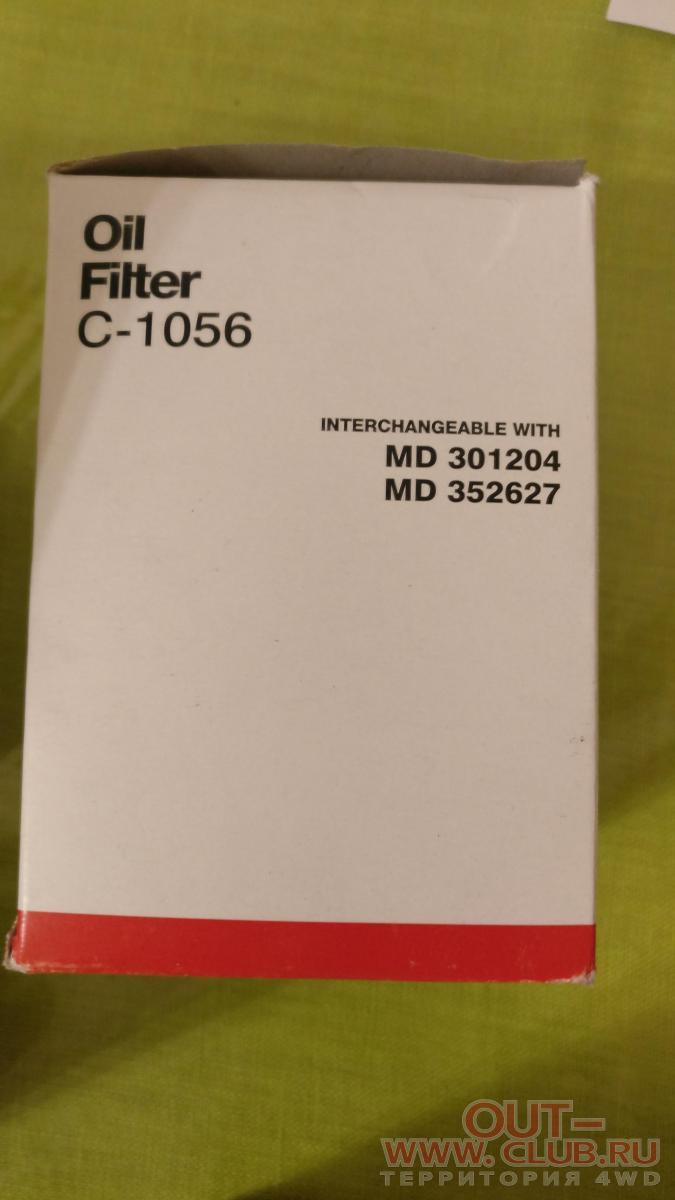 Oil
Filter
C-1056
INTERCHANGEABLE WITH
MD 301204
MD 352627
OUT-
WWW.CLUB.RU
ТЕРРИТОРИЯ 4WD